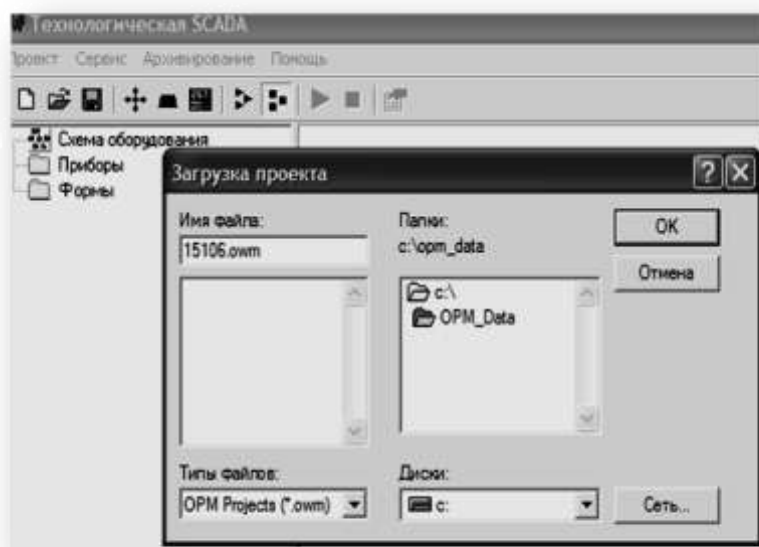 Технологическая SCADA
Проект Сервис Архивирование Помощь
Схема оборудования
Приборы
Формы
Загрузка проекта
Имя файла:
15106.owm
Папки:
c:\opm_data
OK
Отмена
c:\
OPM_Data
Типы файлов:
OPM Projects (*.owm)
Диски:
c:
Сеть...